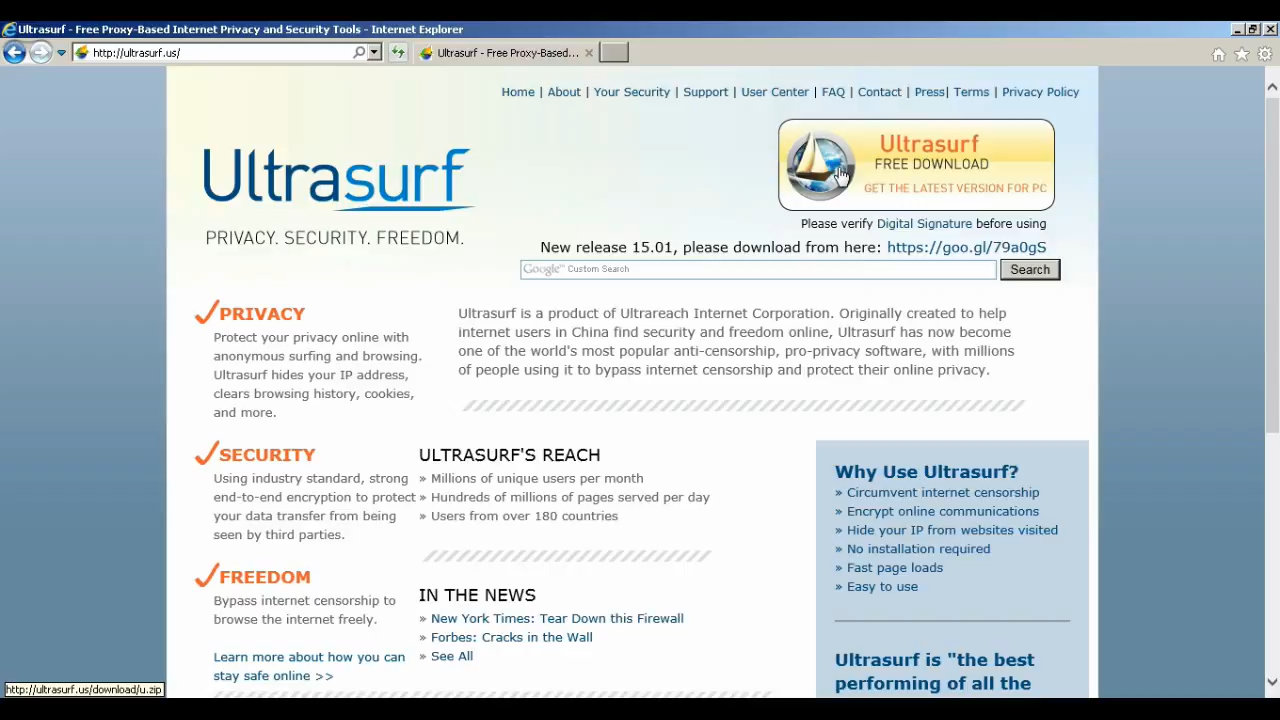 Ultrasurf - Free Proxy-Based Internet Privacy and Security Tools - Internet Explorer
http://ultrasurf.us/
Ultrasurf - Free Proxy-Based...
Home | About | Your Security | Support | User Center | FAQ | Contact | Press| Terms | Privacy Policy
Ultrasurf
PRIVACY. SECURITY. FREEDOM.
Ultrasurf
FREE DOWNLOAD
GET THE LATEST VERSION FOR PC
Please verify Digital Signature before using
New release 15.01, please download from here: https://goo.gl/79a0gS
Google™ Custom Search
Search
PRIVACY
Protect your privacy online with
anonymous surfing and browsing.
Ultrasurf hides your IP address,
clears browsing history, cookies,
and more.
Ultrasurf is a product of Ultrareach Internet Corporation. Originally created to help
internet users in China find security and freedom online, Ultrasurf has now become
one of the world's most popular anti-censorship, pro-privacy software, with millions
of people using it to bypass internet censorship and protect their online privacy.
SECURITY
Using industry standard, strong
end-to-end encryption to protect
your data transfer from being
seen by third parties.
FREEDOM
Bypass internet censorship to
browse the internet freely.
Learn more about how you can
stay safe online >>
ULTRASURF'S REACH
» Millions of unique users per month
» Hundreds of millions of pages served per day
» Users from over 180 countries
IN THE NEWS
» New York Times: Tear Down this Firewall
» Forbes: Cracks in the Wall
» See All
Why Use Ultrasurf?
» Circumvent internet censorship
» Encrypt online communications
» Hide your IP from websites visited
» No installation required
» Fast page loads
» Easy to use
Ultrasurf is "the best
performing of all the
http://ultrasurf.us/download/u.zip